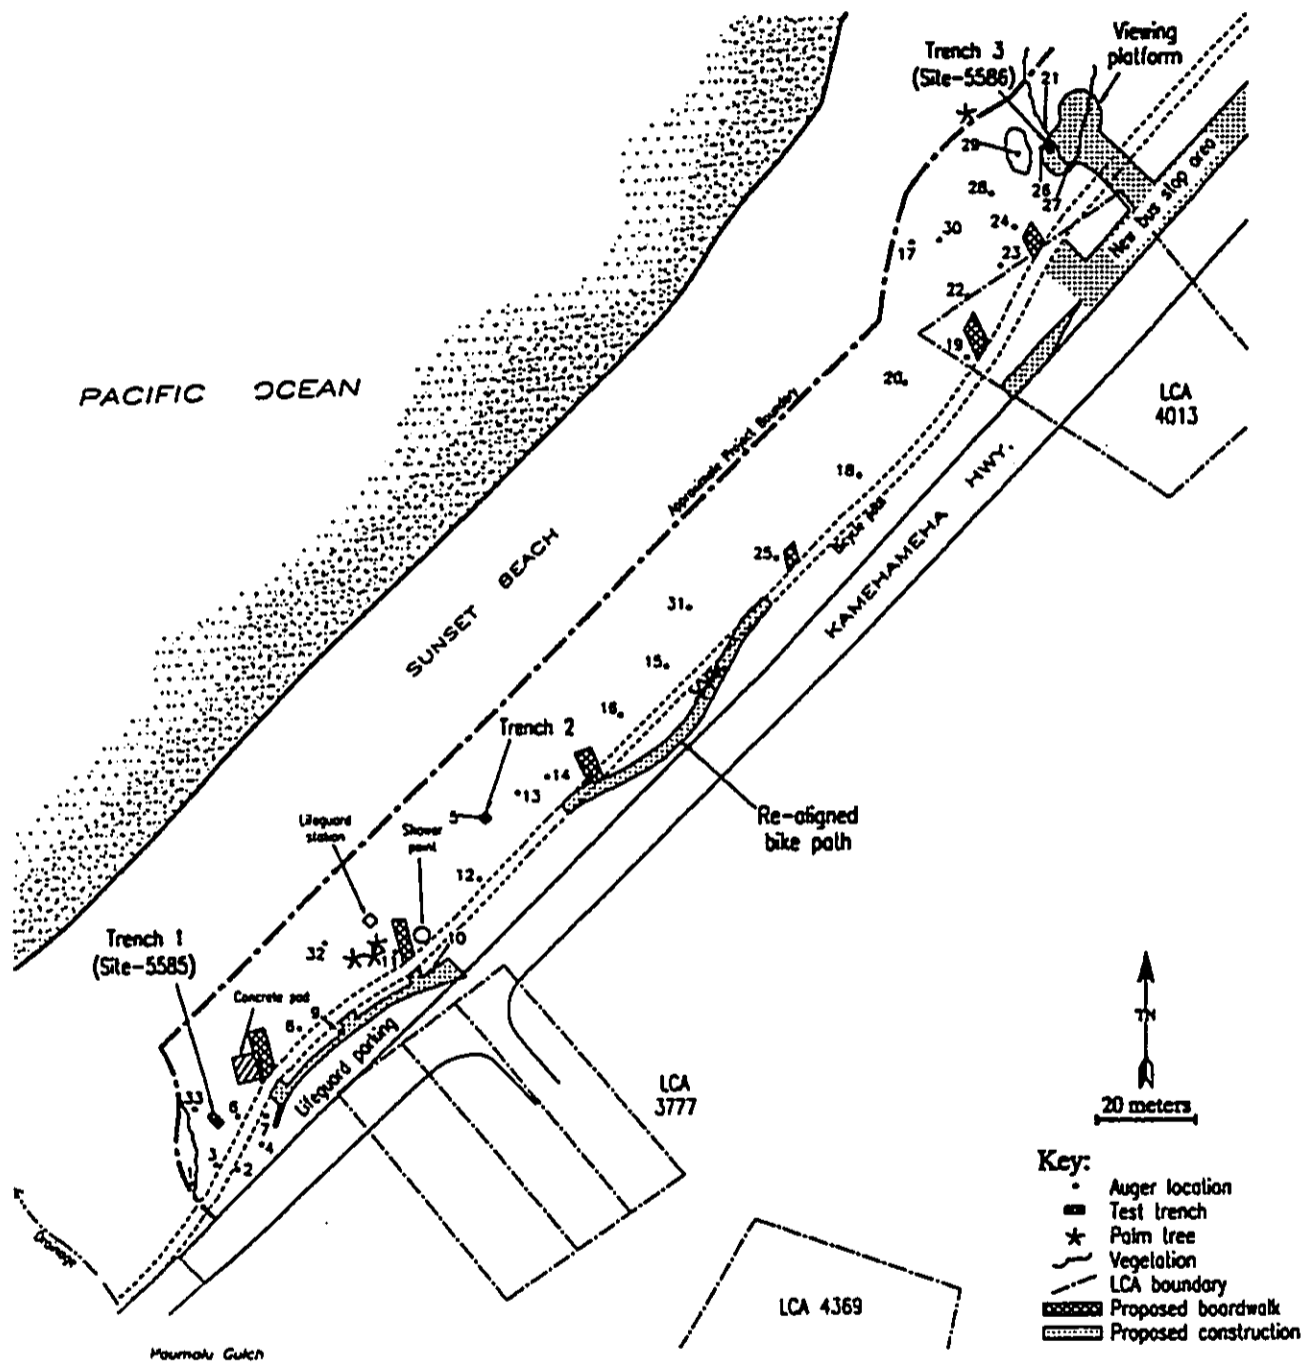 Viewing
platform
Trench 3
(Site-5586)
21
29
28
26
27
24
30
17
23
22
New bus stop area
19
20
LCA
4013
PACIFIC OCEAN
Approximate Project Boundary
18
Bicycle path
KAMEHAMEHA HWY.
25
SUNSET BEACH
31
15
16
Trench 2
14
13
5
Re-aligned
bike path
Lifeguard
station
Shower
point
12
Trench 1
(Site-5585)
32
11
10
Concrete pad
9
8
Lifeguard parking
LCA
3777
33
6
7
4
3
2
1
TN
20 meters
Key:
Auger location
Test trench
Palm tree
Vegetation
LCA boundary
Proposed boardwalk
Proposed construction
Drainage
LCA 4369
Paumalu Gulch